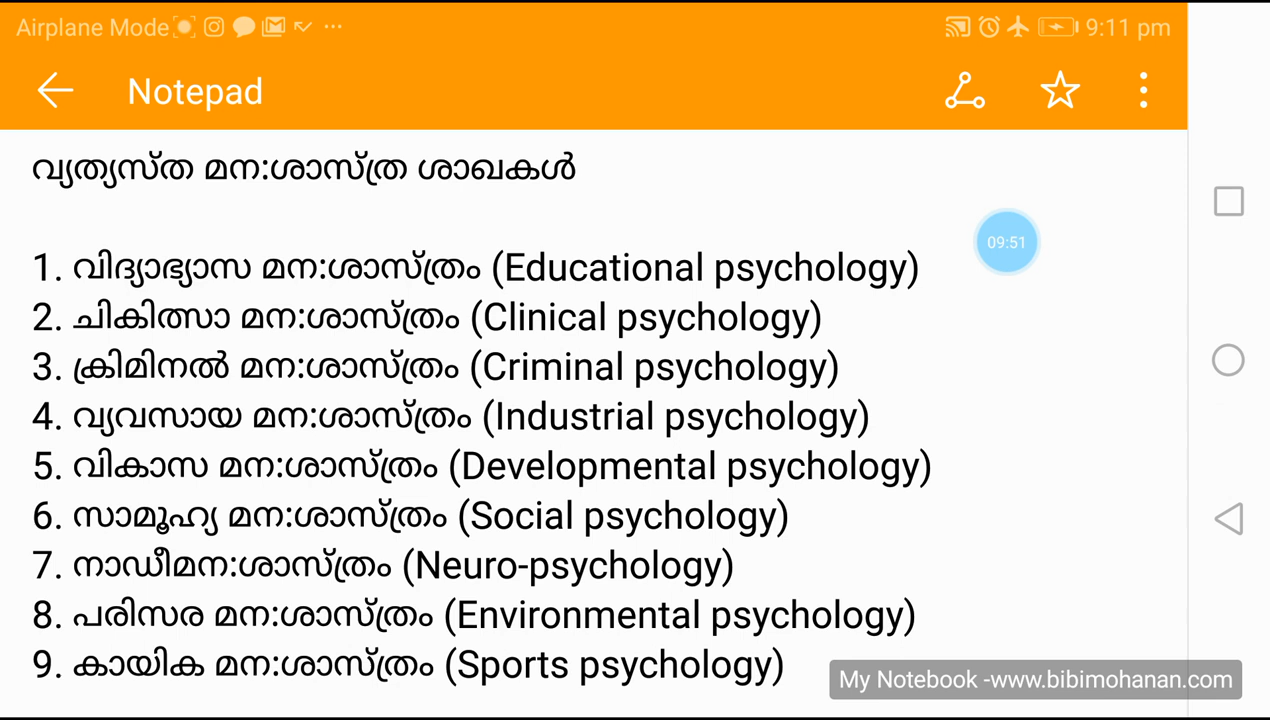 Airplane Mode ... 9:11 pm
Notepad
വ്യത്യസ്ത മന:ശാസ്ത്ര ശാഖകൾ
09:51
1. വിദ്യാഭ്യാസ മന:ശാസ്ത്രം (Educational psychology)
2. ചികിത്സാ മന:ശാസ്ത്രം (Clinical psychology)
3. ക്രിമിനൽ മന:ശാസ്ത്രം (Criminal psychology)
4. വ്യവസായ മന:ശാസ്ത്രം (Industrial psychology)
5. വികാസ മന:ശാസ്ത്രം (Developmental psychology)
6. സാമൂഹ്യ മന:ശാസ്ത്രം (Social psychology)
7. നാഡീമന:ശാസ്ത്രം (Neuro-psychology)
8. പരിസര മന:ശാസ്ത്രം (Environmental psychology)
9. കായിക മന:ശാസ്ത്രം (Sports psychology)
My Notebook -www.bibimohanan.com